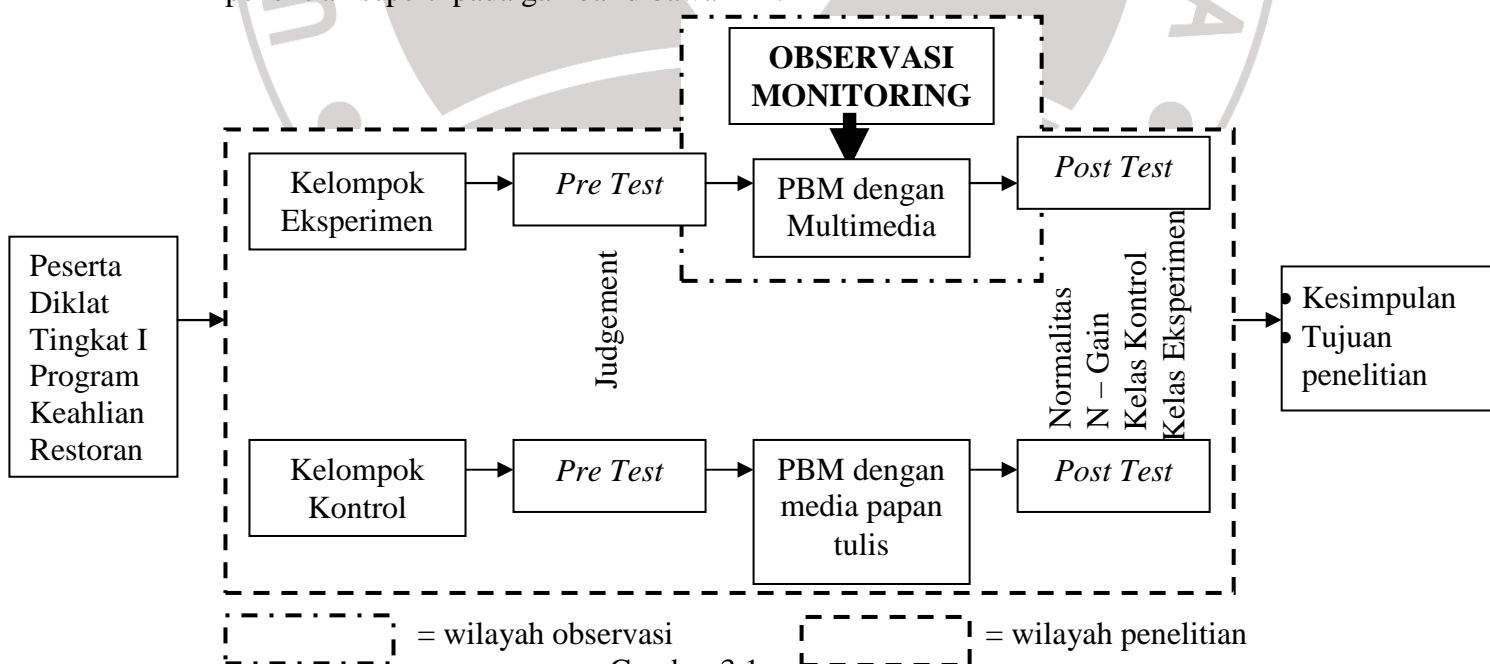 OBSERVASI
MONITORING
Kelompok
Eksperimen
Pre Test
PBM dengan
Multimedia
Post Test
Peserta
Diklat
Tingkat I
Program
Keahlian
Restoran
Judgement
Normalitas
N – Gain
Kelas Kontrol
Kelas Eksperimen
• Kesimpulan
• Tujuan
penelitian
Kelompok
Kontrol
Pre Test
PBM dengan
media papan
tulis
Post Test
= wilayah observasi
= wilayah penelitian